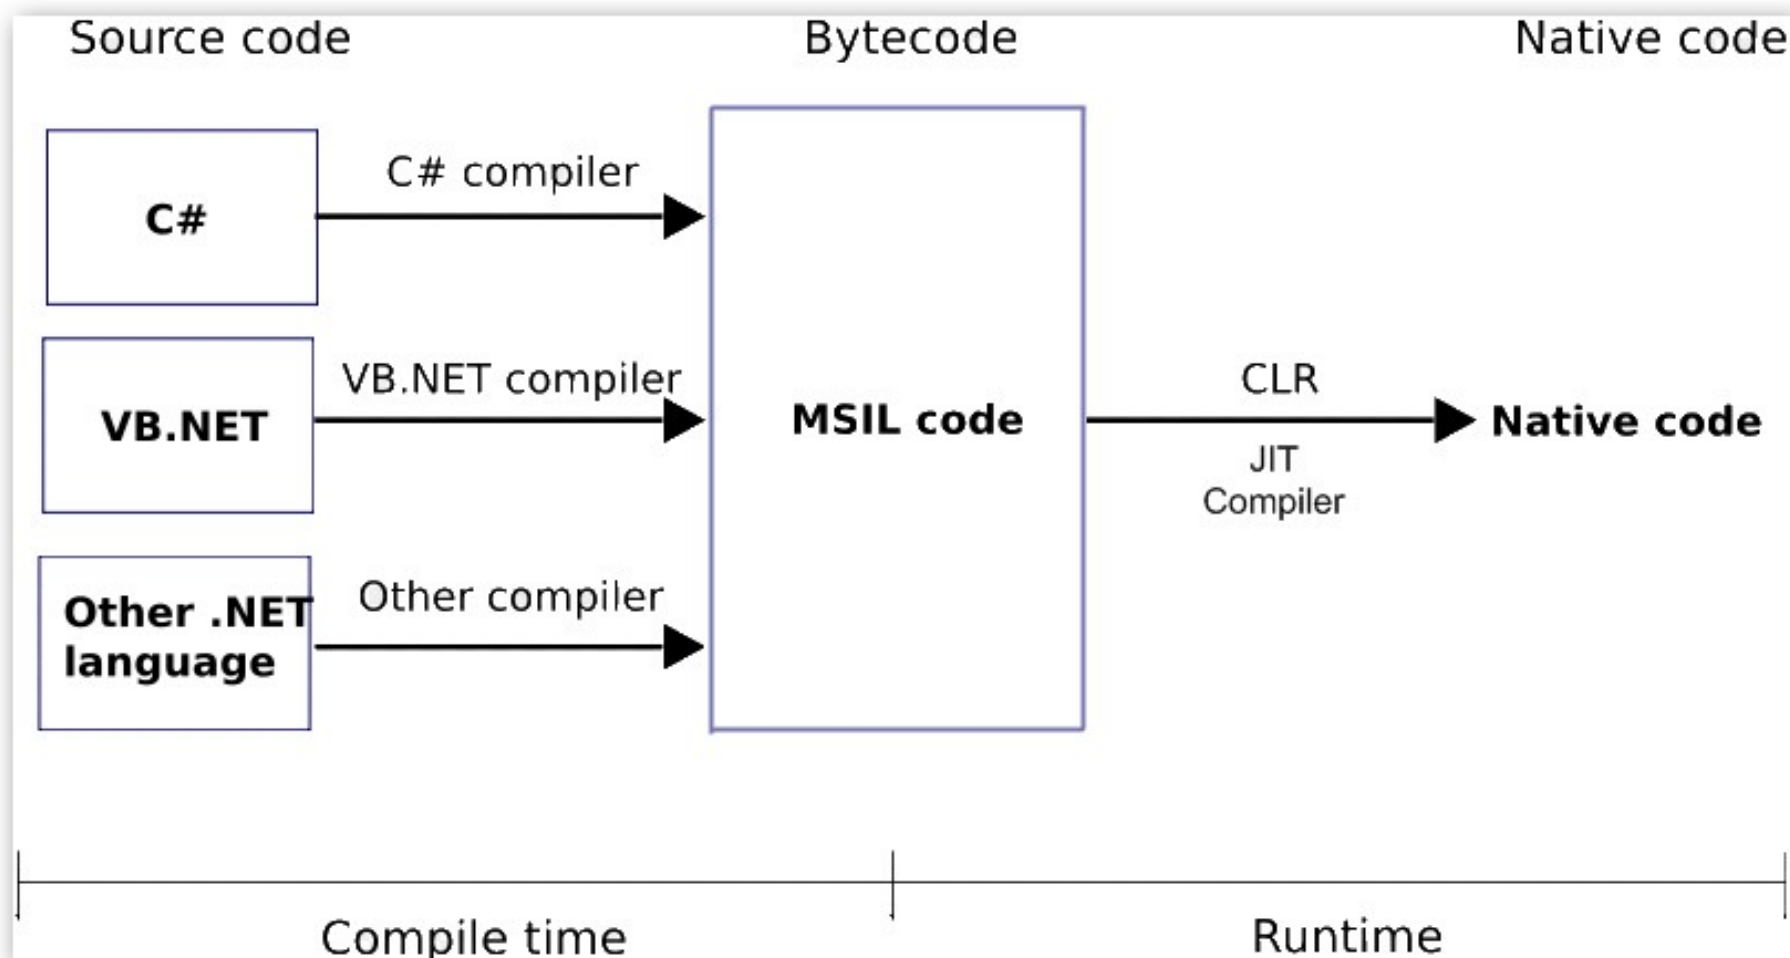 Source code
Bytecode
Native code
C#
C# compiler
VB.NET
VB.NET compiler
MSIL code
CLR
JIT
Compiler
Native code
Other .NET
language
Other compiler
Compile time
Runtime